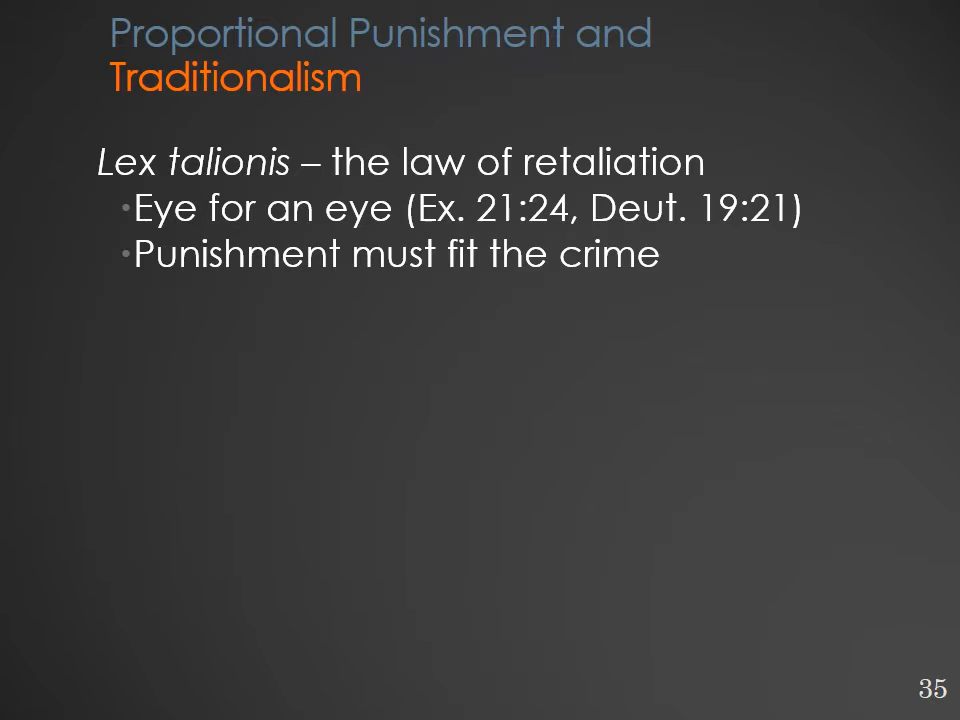 Proportional Punishment and
Traditionalism
Lex talionis – the law of retaliation
•Eye for an eye (Ex. 21:24, Deut. 19:21)
•Punishment must fit the crime
35